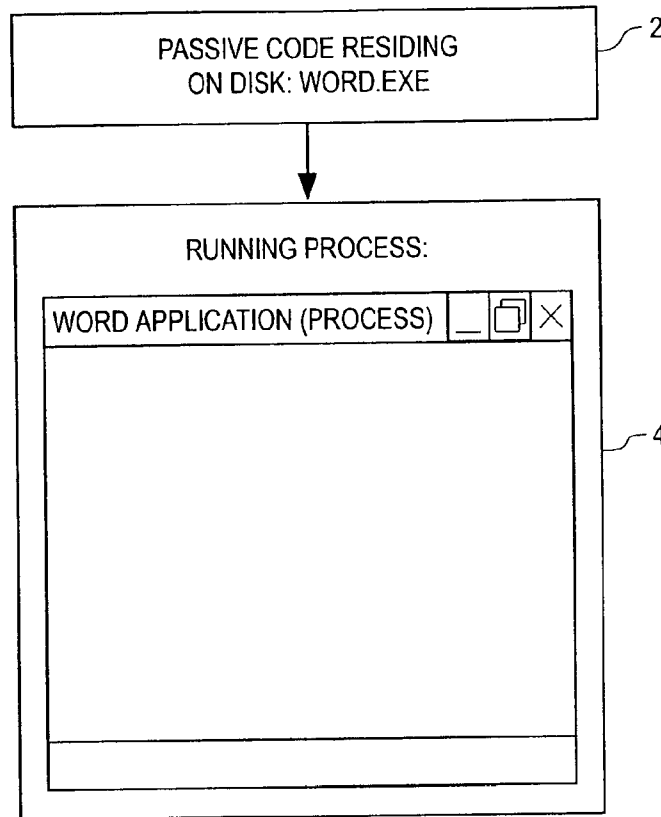 PASSIVE CODE RESIDING
ON DISK: WORD.EXE
2
RUNNING PROCESS:
WORD APPLICATION (PROCESS)
4